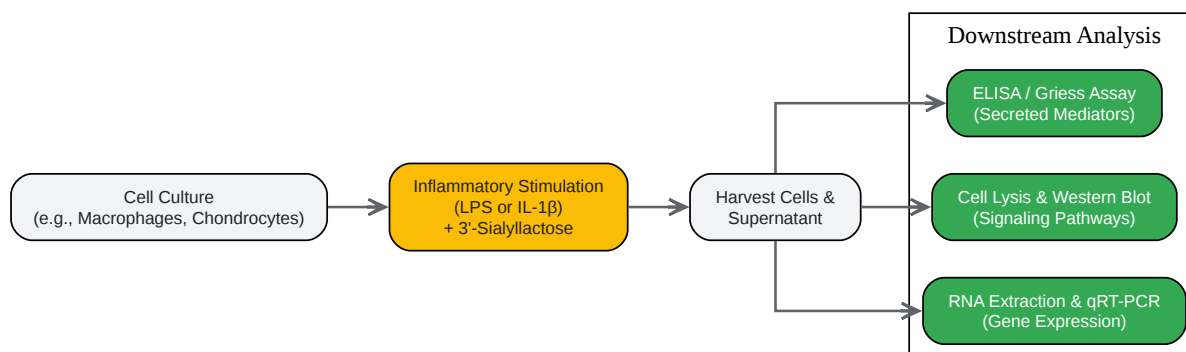 Downstream Analysis
Cell Culture
(e.g., Macrophages, Chondrocytes)
Inflammatory Stimulation
(LPS or IL-1β)
+ 3'-Sialyllactose
Harvest Cells &
Supernatant
ELISA / Griess Assay
(Secreted Mediators)
Cell Lysis & Western Blot
(Signaling Pathways)
RNA Extraction & qRT-PCR
(Gene Expression)